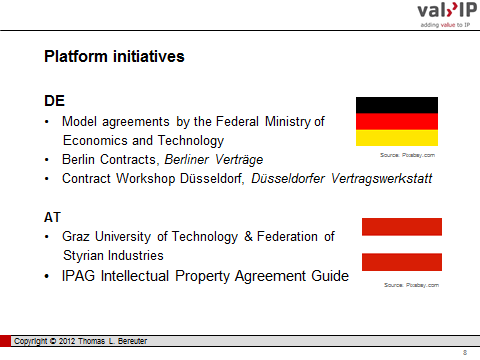 val>>IP
adding value to IP
Platform initiatives
DE
• Model agreements by the Federal Ministry of
Economics and Technology
• Berlin Contracts, Berliner Verträge
Source: Pixabay.com
• Contract Workshop Düsseldorf, Düsseldorfer Vertragswerkstatt
AT
• Graz University of Technology & Federation of
Styrian Industries
• IPAG Intellectual Property Agreement Guide
Source: Pixabay.com
Copyright © 2012 Thomas L. Bereuter
8